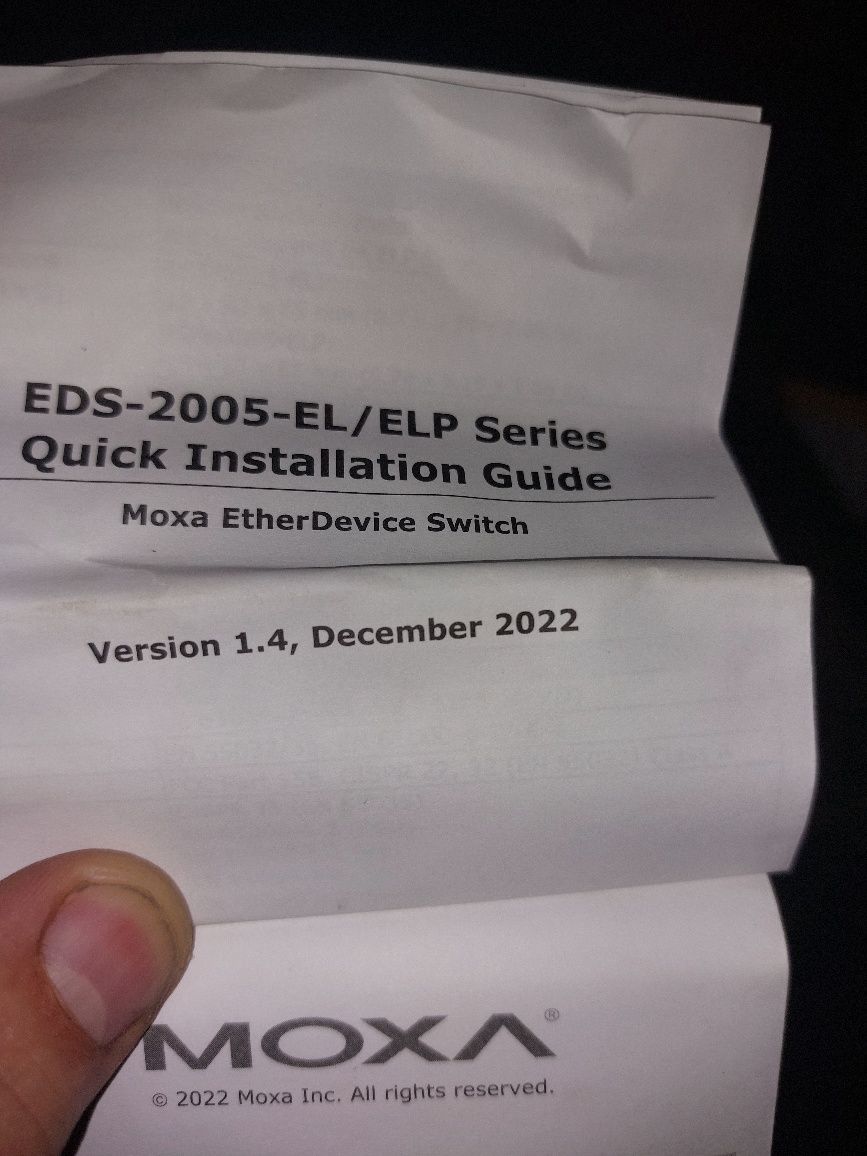 EDS-2005-EL/ELP Series
Quick Installation Guide
Moxa EtherDevice Switch
Version 1.4, December 2022
MOXA®
© 2022 Moxa Inc. All rights reserved.